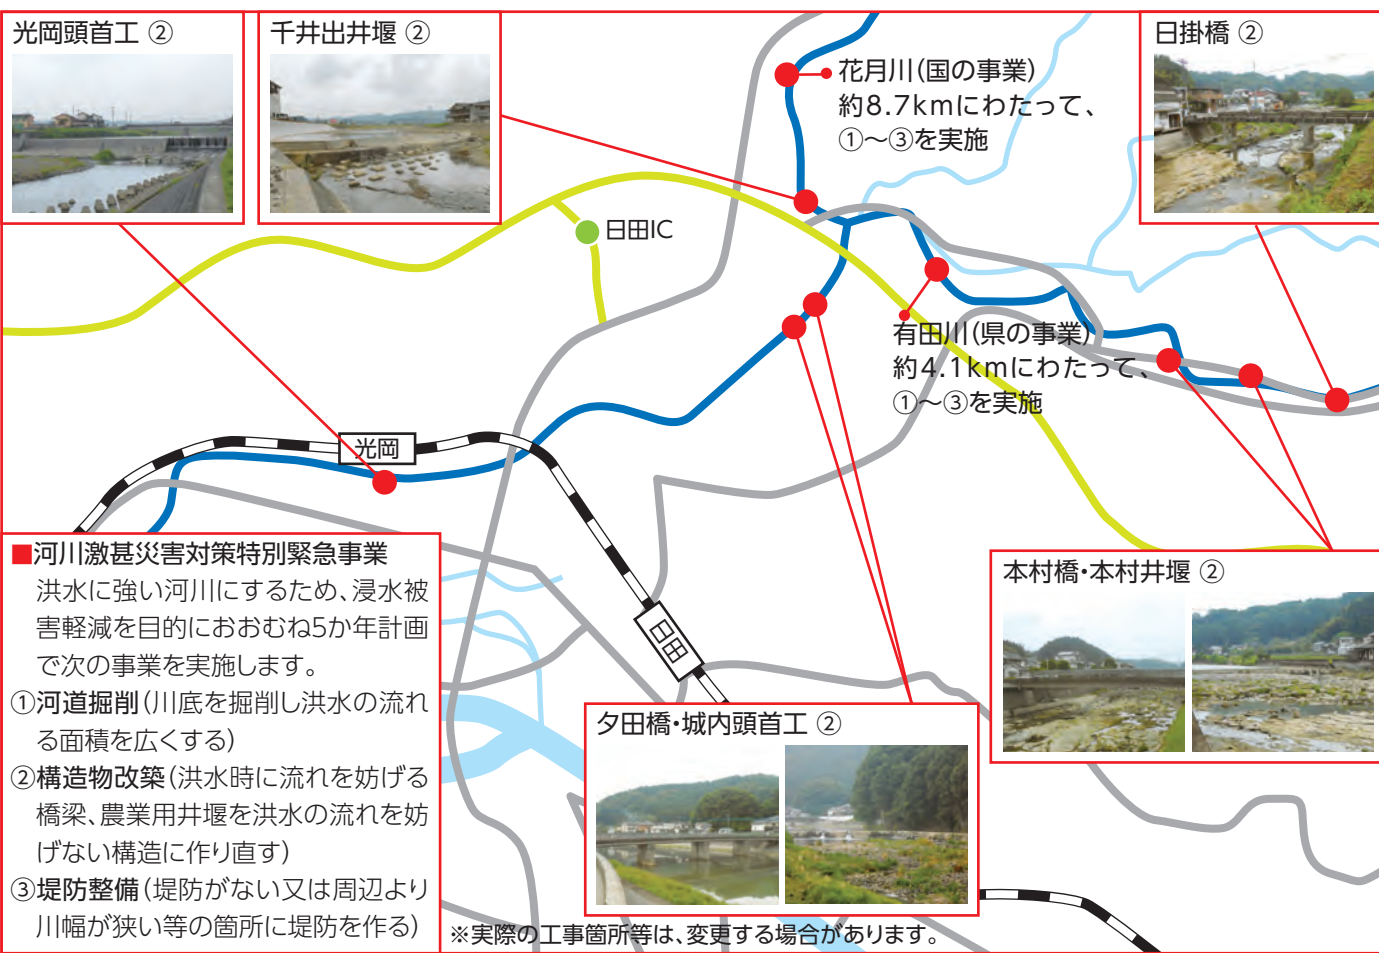 光岡頭首工 ②
千井出井堰 ②
日掛橋 ②
花月川(国の事業)
約8.7kmにわたって、
①〜③を実施
日田IC
有田川(県の事業)
約4.1kmにわたって、
①〜③を実施
光岡
日田
■河川激甚災害対策特別緊急事業
洪水に強い河川にするため、浸水被
害軽減を目的におおむね5か年計画
で次の事業を実施します。
①河道掘削(川底を掘削し洪水の流れ
る面積を広くする)
②構造物改築(洪水時に流れを妨げる
橋梁、農業用井堰を洪水の流れを妨
げない構造に作り直す)
③堤防整備(堤防がない又は周辺より
川幅が狭い等の箇所に堤防を作る)
本村橋・本村井堰 ②
夕田橋・城内頭首工 ②
※実際の工事箇所等は、変更する場合があります。